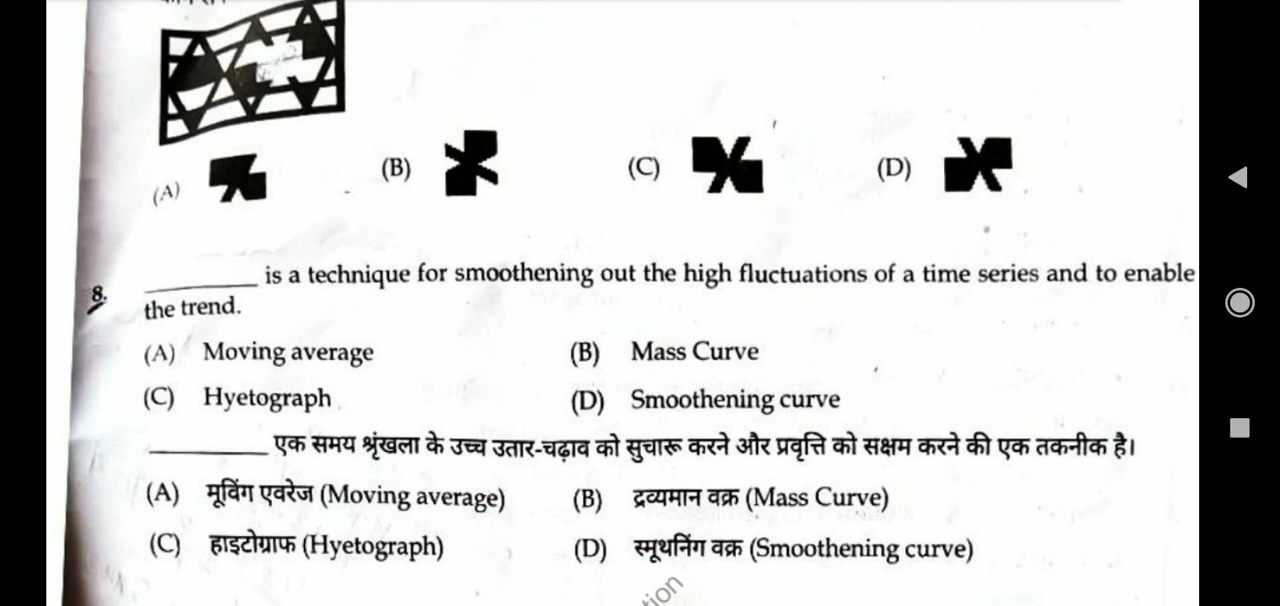 (A) (B) (C) (D)
8. ________ is a technique for smoothening out the high fluctuations of a time series and to enable
the trend.
(A) Moving average (B) Mass Curve
(C) Hyetograph (D) Smoothening curve
________ एक समय श्रृंखला के उच्च उतार-चढ़ाव को सुचारू करने और प्रवृत्ति को सक्षम करने की एक तकनीक है।
(A) मूविंग एवरेज (Moving average) (B) द्रव्यमान वक्र (Mass Curve)
(C) हाइटोग्राफ (Hyetograph) (D) स्मूथनिंग वक्र (Smoothening curve)